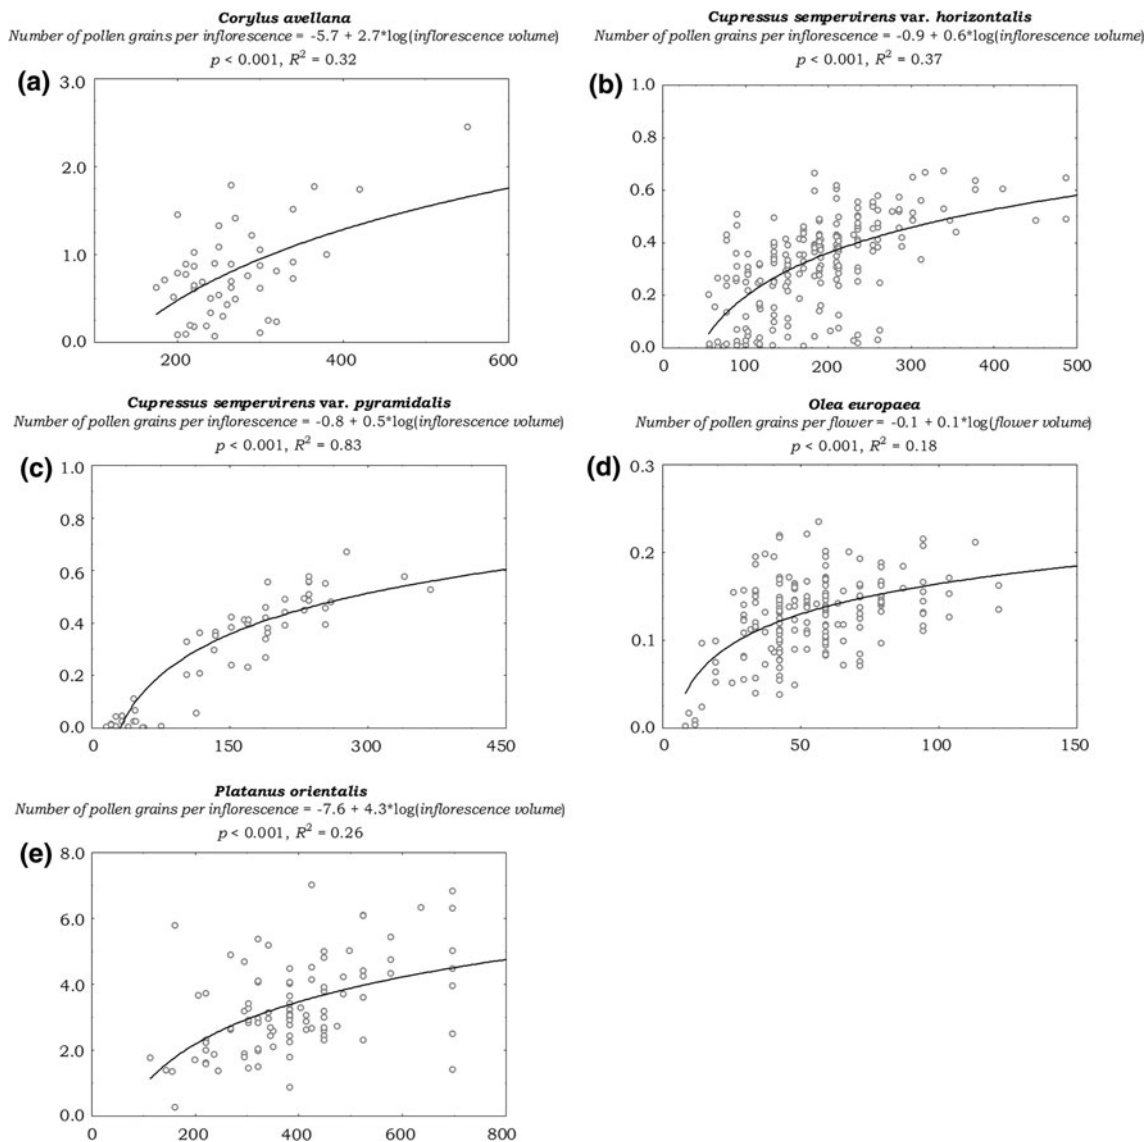 Corylus avellana
Number of pollen grains per inflorescence = -5.7 + 2.7*log(inflorescence volume)
p < 0.001, R² = 0.32
(a)
3.0
2.0
1.0
0.0
200 400 600
Cupressus sempervirens var. horizontalis
Number of pollen grains per inflorescence = -0.9 + 0.6*log(inflorescence volume)
p < 0.001, R² = 0.37
(b)
1.0
0.8
0.6
0.4
0.2
0.0
0 100 200 300 400 500
Cupressus sempervirens var. pyramidalis
Number of pollen grains per inflorescence = -0.8 + 0.5*log(inflorescence volume)
p < 0.001, R² = 0.83
(c)
1.0
0.8
0.6
0.4
0.2
0.0
0 150 300 450
Olea europaea
Number of pollen grains per flower = -0.1 + 0.1*log(flower volume)
p < 0.001, R² = 0.18
(d)
0.3
0.2
0.1
0.0
0 50 100 150
Platanus orientalis
Number of pollen grains per inflorescence = -7.6 + 4.3*log(inflorescence volume)
p < 0.001, R² = 0.26
(e)
8.0
6.0
4.0
2.0
0.0
0 200 400 600 800